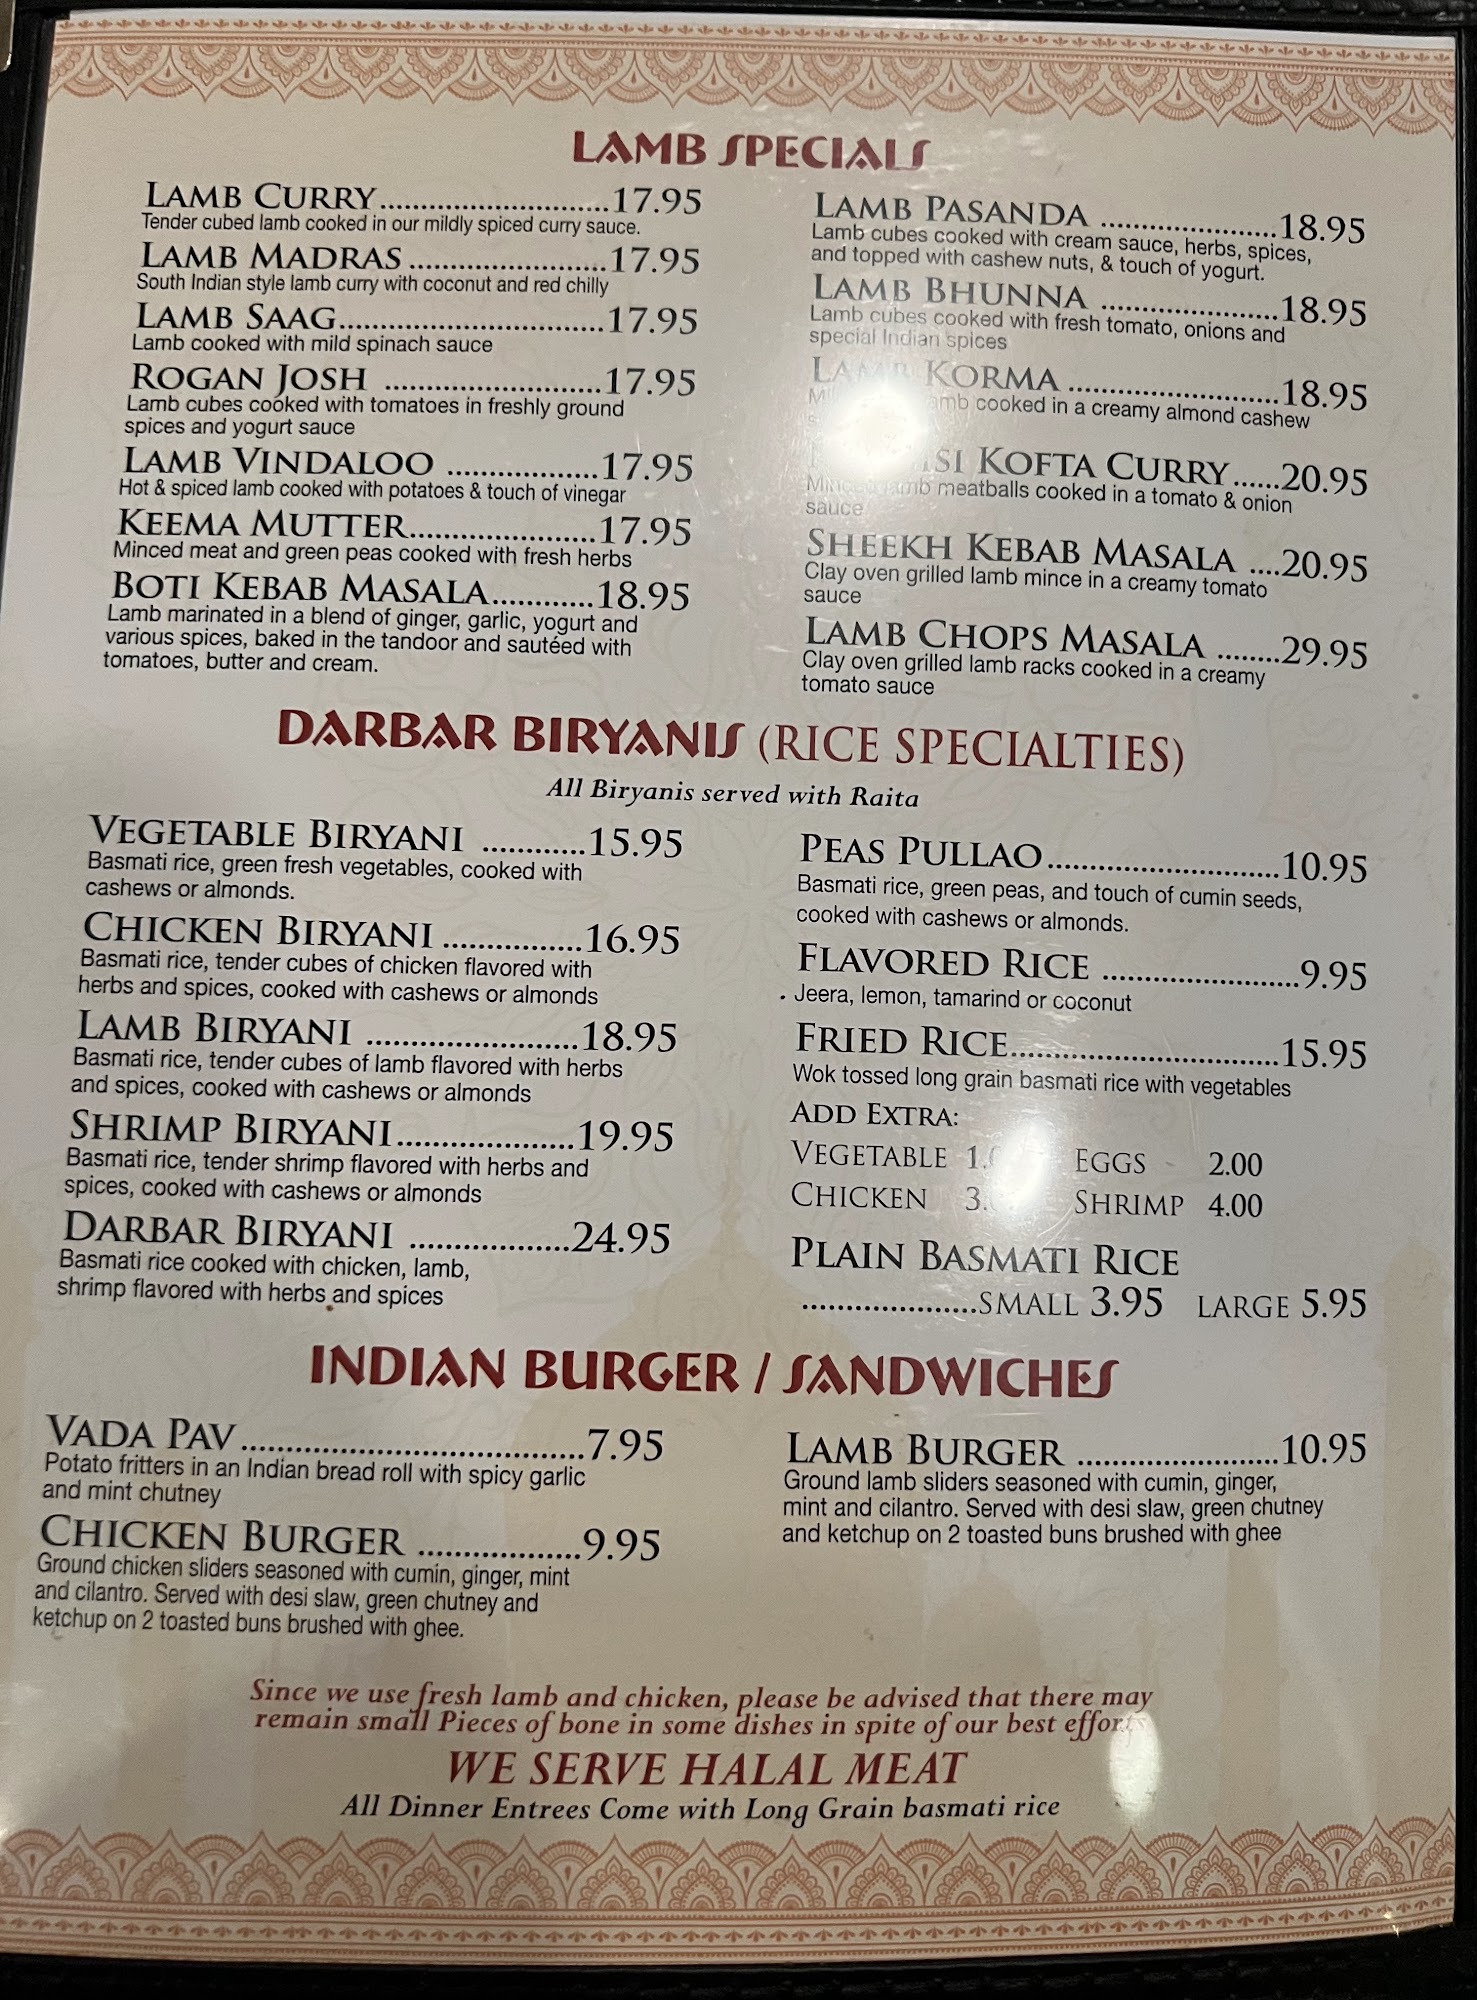 LAMB SPECIALS
LAMB CURRY............................17.95
Tender cubed lamb cooked in our mildly spiced curry sauce.
LAMB MADRAS........................17.95
South Indian style lamb curry with coconut and red chilly
LAMB SAAG................................17.95
Lamb cooked with mild spinach sauce
ROGAN JOSH ..........................17.95
Lamb cubes cooked with tomatoes in freshly ground
spices and yogurt sauce
LAMB VINDALOO ..................17.95
Hot & spiced lamb cooked with potatoes & touch of vinegar
KEEMA MUTTER......................17.95
Minced meat and green peas cooked with fresh herbs
BOTI KEBAB MASALA............18.95
Lamb marinated in a blend of ginger, garlic, yogurt and
various spices, baked in the tandoor and sautéed with
tomatoes, butter and cream.
LAMB PASANDA .....................18.95
Lamb cubes cooked with cream sauce, herbs, spices,
and topped with cashew nuts, & touch of yogurt.
LAMB BHUNNA .....................18.95
Lamb cubes cooked with fresh tomato, onions and
special Indian spices
LAMB KORMA.........................18.95
cooked in a creamy almond cashew
KOFTA CURRY......20.95
Minced lamb meatballs cooked in a tomato & onion
sauce
SHEEKH KEBAB MASALA ....20.95
Clay oven grilled lamb mince in a creamy tomato
sauce
LAMB CHOPS MASALA ........29.95
Clay oven grilled lamb racks cooked in a creamy
tomato sauce
DARBAR BIRYANIS (RICE SPECIALTIES)
All Biryanis served with Raita
VEGETABLE BIRYANI ............15.95
Basmati rice, green fresh vegetables, cooked with
cashews or almonds.
CHICKEN BIRYANI................16.95
Basmati rice, tender cubes of chicken flavored with
herbs and spices, cooked with cashews or almonds
LAMB BIRYANI ........................18.95
Basmati rice, tender cubes of lamb flavored with herbs
and spices, cooked with cashews or almonds
SHRIMP BIRYANI....................19.95
Basmati rice, tender shrimp flavored with herbs and
spices, cooked with cashews or almonds
DARBAR BIRYANI ..................24.95
Basmati rice cooked with chicken, lamb,
shrimp flavored with herbs and spices
PEAS PULLAO..........................10.95
Basmati rice, green peas, and touch of cumin seeds,
cooked with cashews or almonds.
FLAVORED RICE ......................9.95
Jeera, lemon, tamarind or coconut
FRIED RICE..............................15.95
Wok tossed long grain basmati rice with vegetables
ADD EXTRA:
VEGETABLE EGGS 2.00
CHICKEN SHRIMP 4.00
PLAIN BASMATI RICE
....................SMALL 3.95 LARGE 5.95
INDIAN BURGER / SANDWICHES
VADA PAV......................................7.95
Potato fritters in an Indian bread roll with spicy garlic
and mint chutney
CHICKEN BURGER ..................9.95
Ground chicken sliders seasoned with cumin, ginger, mint
and cilantro. Served with desi slaw, green chutney and
ketchup on 2 toasted buns brushed with ghee.
LAMB BURGER .......................10.95
Ground lamb sliders seasoned with cumin, ginger,
mint and cilantro. Served with desi slaw, green chutney
and ketchup on 2 toasted buns brushed with ghee
Since we use fresh lamb and chicken, please be advised that there may
remain small Pieces of bone in some dishes in spite of our best efforts
WE SERVE HALAL MEAT
All Dinner Entrees Come with Long Grain basmati rice